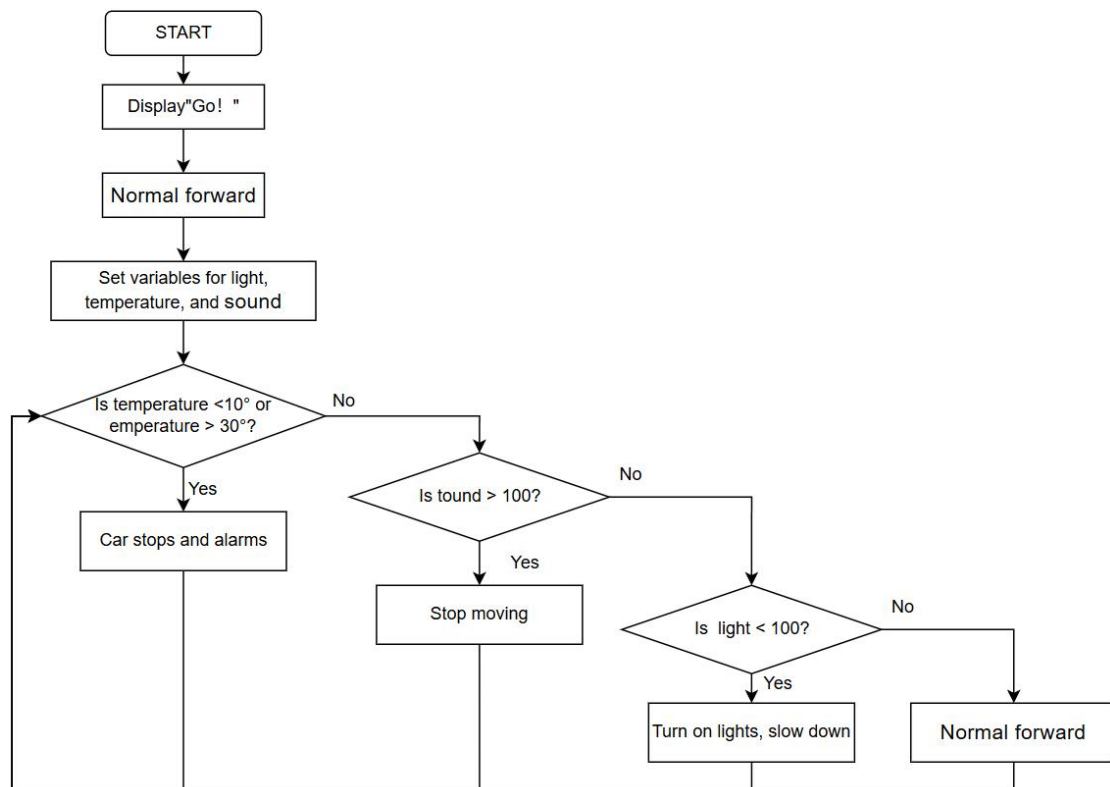 START
Display"Go! "
Normal forward
Set variables for light,
temperature, and sound
Is temperature <10° or
emperature > 30°?
No
Yes
Car stops and alarms
Is tound > 100?
No
Yes
Stop moving
Is light < 100?
No
Yes
Turn on lights, slow down
Normal forward